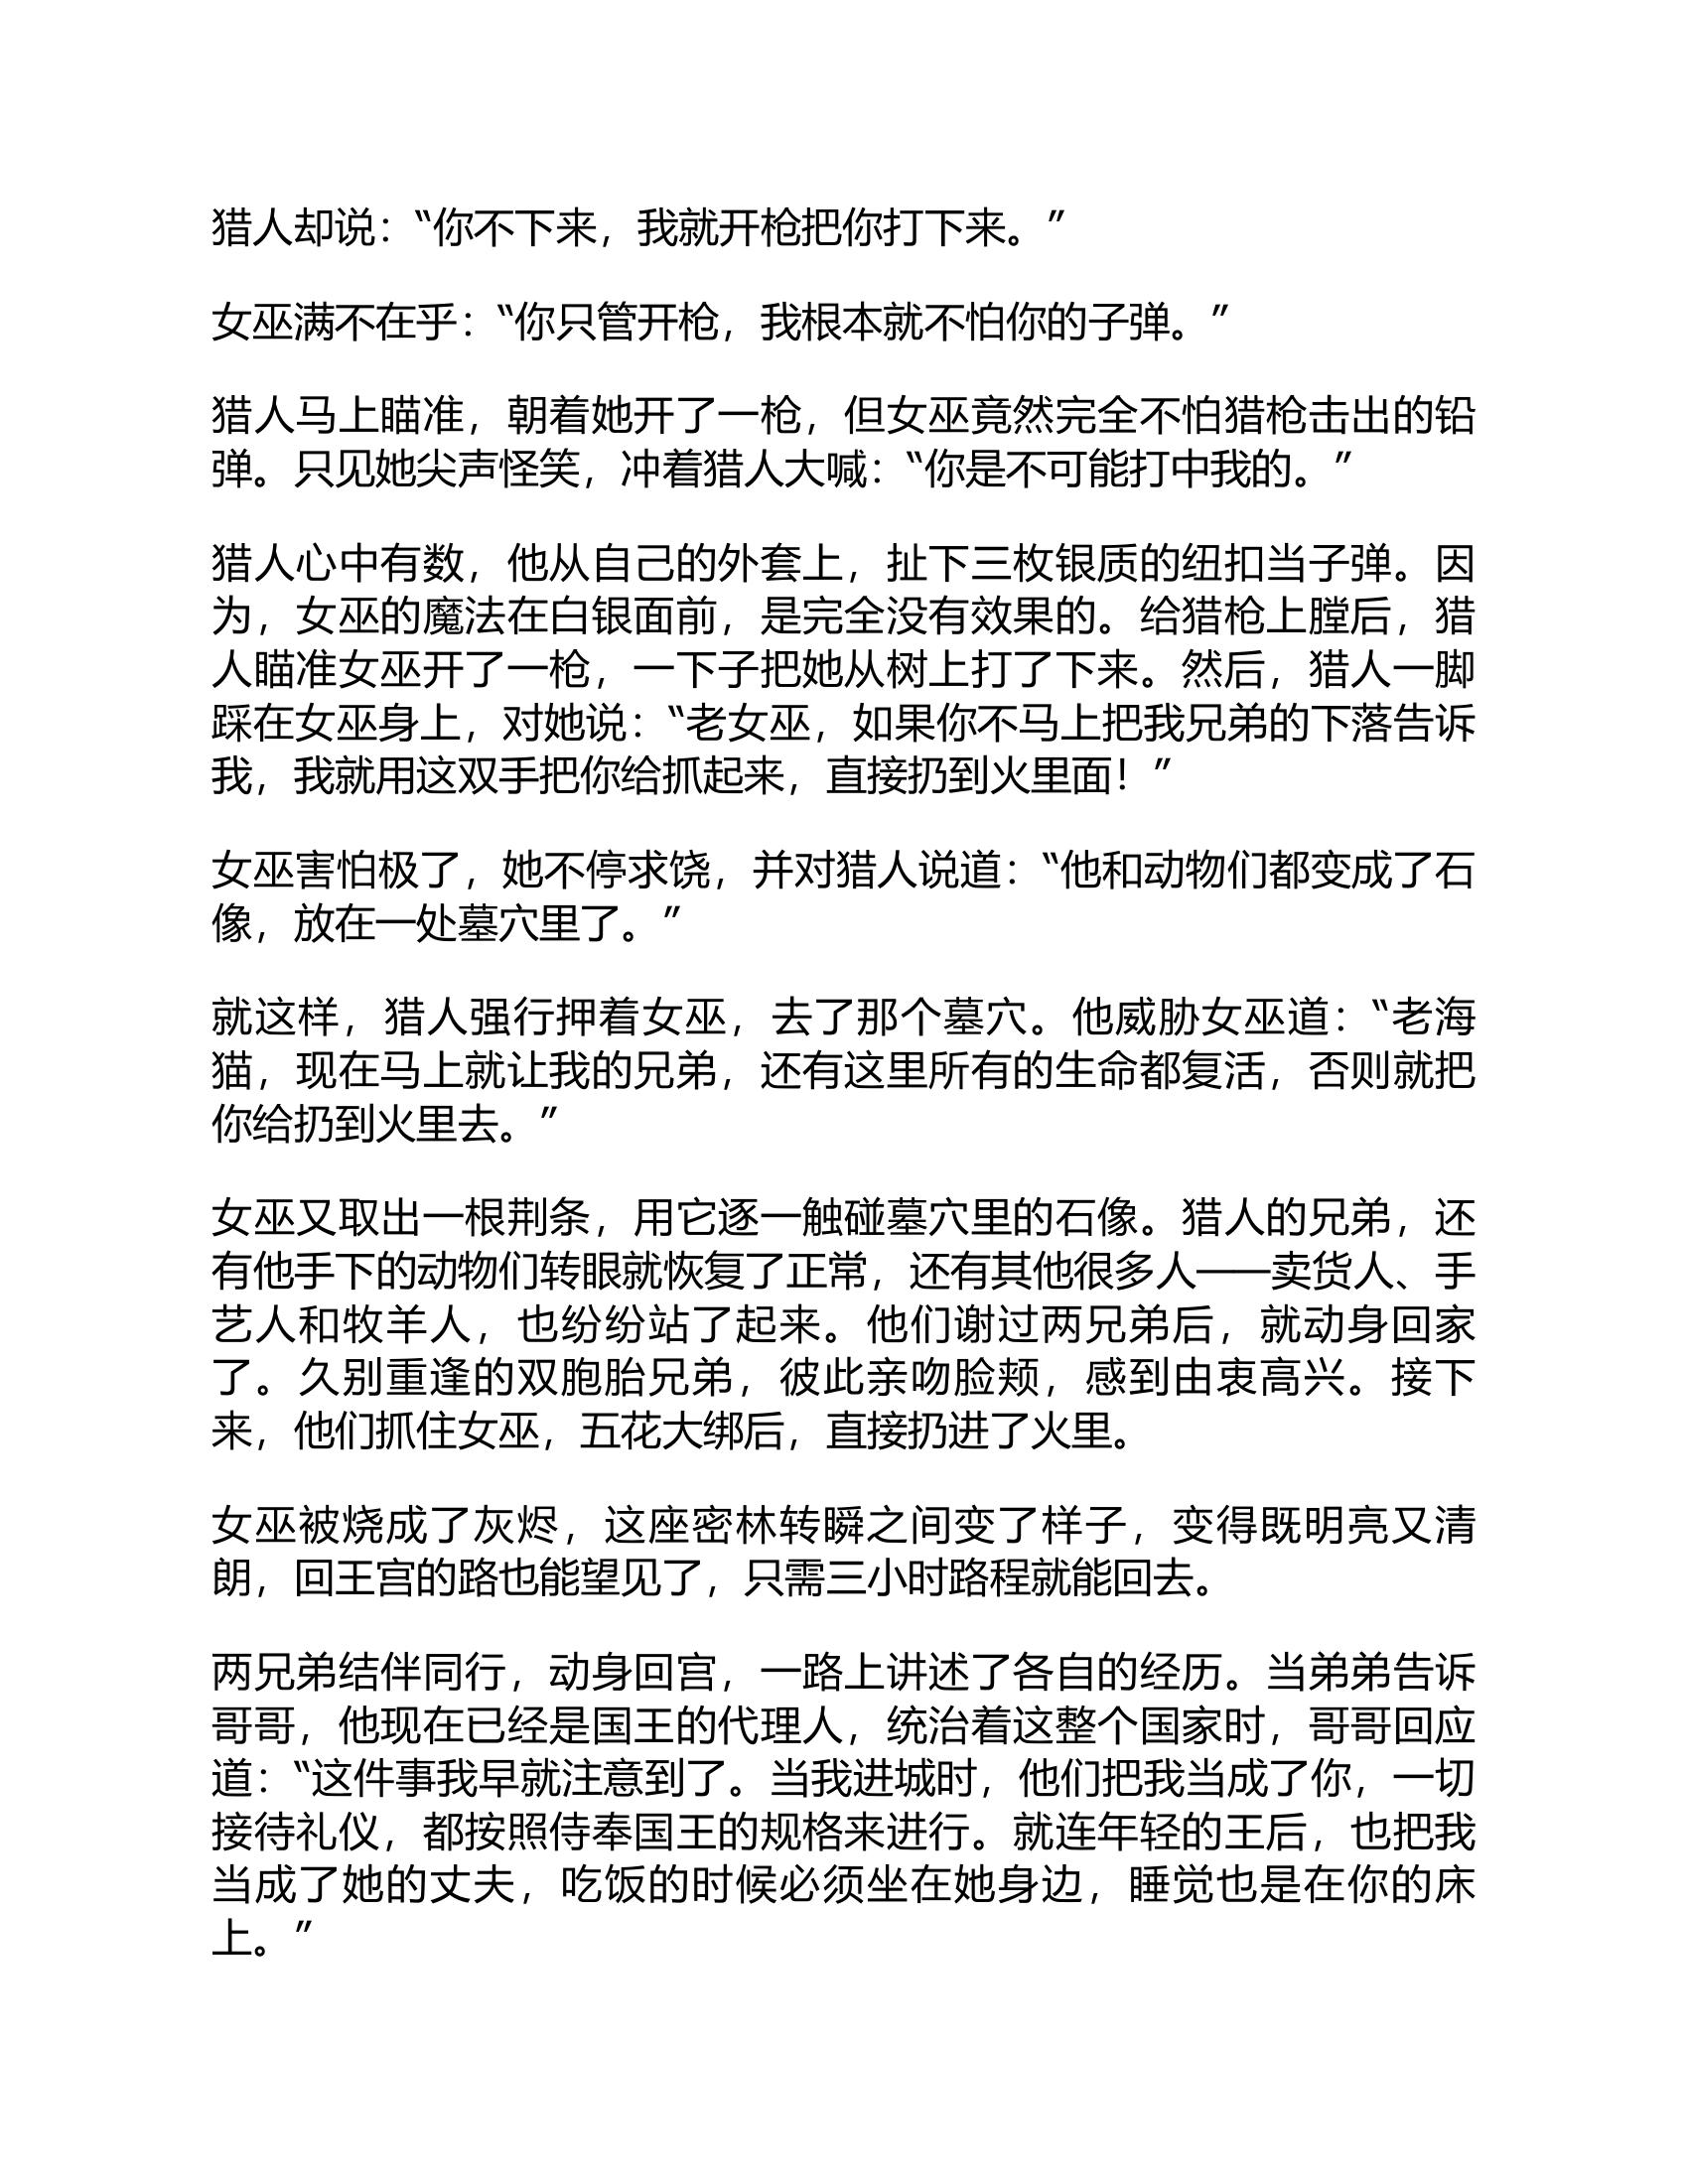 猎人却说：“你不下来，我就开枪把你打下来。”
女巫满不在乎：“你只管开枪，我根本就不怕你的子弹。”
猎人马上瞄准，朝着她开了一枪，但女巫竟然完全不怕猎枪击出的铅
弹。只见她尖声怪笑，冲着猎人大喊：“你是不可能打中我的。”
猎人心中有数，他从自己的外套上，扯下三枚银质的纽扣当子弹。因
为，女巫的魔法在白银面前，是完全没有效果的。给猎枪上膛后，猎
人瞄准女巫开了一枪，一下子把她从树上打了下来。然后，猎人一脚
踩在女巫身上，对她说：“老女巫，如果你不马上把我兄弟的下落告诉
我，我就用这双手把你给抓起来，直接扔到火里面！”
女巫害怕极了，她不停求饶，并对猎人说道：“他和动物们都变成了石
像，放在一处墓穴里了。”
就这样，猎人强行押着女巫，去了那个墓穴。他威胁女巫道：“老海
猫，现在马上就让我的兄弟，还有这里所有的生命都复活，否则就把
你给扔到火里去。”
女巫又取出一根荆条，用它逐一触碰墓穴里的石像。猎人的兄弟，还
有他手下的动物们转眼就恢复了正常，还有其他很多人——卖货人、手
艺人和牧羊人，也纷纷站了起来。他们谢过两兄弟后，就动身回家
了。久别重逢的双胞胎兄弟，彼此亲吻脸颊，感到由衷高兴。接下
来，他们抓住女巫，五花大绑后，直接扔进了火里。
女巫被烧成了灰烬，这座密林转瞬之间变了样子，变得既明亮又清
朗，回王宫的路也能望见了，只需三小时路程就能回去。
两兄弟结伴同行，动身回宫，一路上讲述了各自的经历。当弟弟告诉
哥哥，他现在已经是国王的代理人，统治着这整个国家时，哥哥回应
道：“这件事我早就注意到了。当我进城时，他们把我当成了你，一切
接待礼仪，都按照侍奉国王的规格来进行。就连年轻的王后，也把我
当成了她的丈夫，吃饭的时候必须坐在她身边，睡觉也是在你的床
上。”